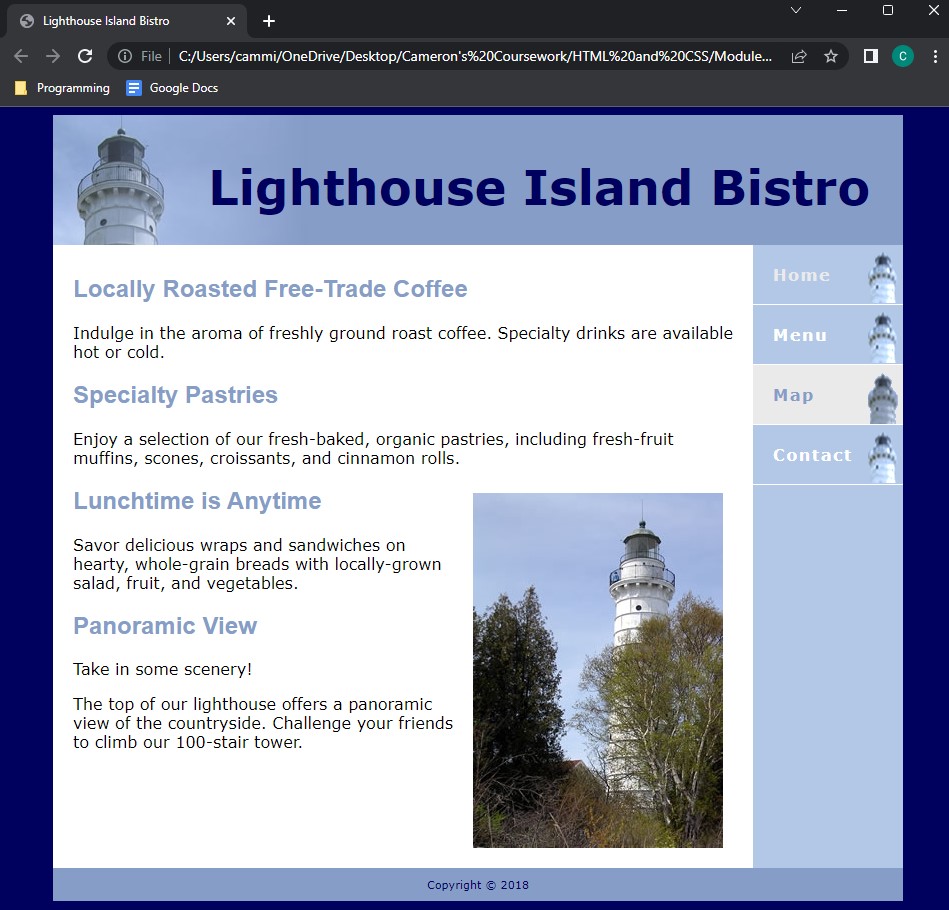 Lighthouse Island Bistro
File
C:/Users/cammi/OneDrive/Desktop/Cameron's%20Coursework/HTML%20and%20CSS/Module...
C
Programming
Google Docs
Lighthouse Island Bistro
Locally Roasted Free-Trade Coffee
Indulge in the aroma of freshly ground roast coffee. Specialty drinks are available
hot or cold.
Specialty Pastries
Enjoy a selection of our fresh-baked, organic pastries, including fresh-fruit
muffins, scones, croissants, and cinnamon rolls.
Lunchtime is Anytime
Savor delicious wraps and sandwiches on
hearty, whole-grain breads with locally-grown
salad, fruit, and vegetables.
Panoramic View
Take in some scenery!
The top of our lighthouse offers a panoramic
view of the countryside. Challenge your friends
to climb our 100-stair tower.
Home
Menu
Map
Contact
Copyright © 2018